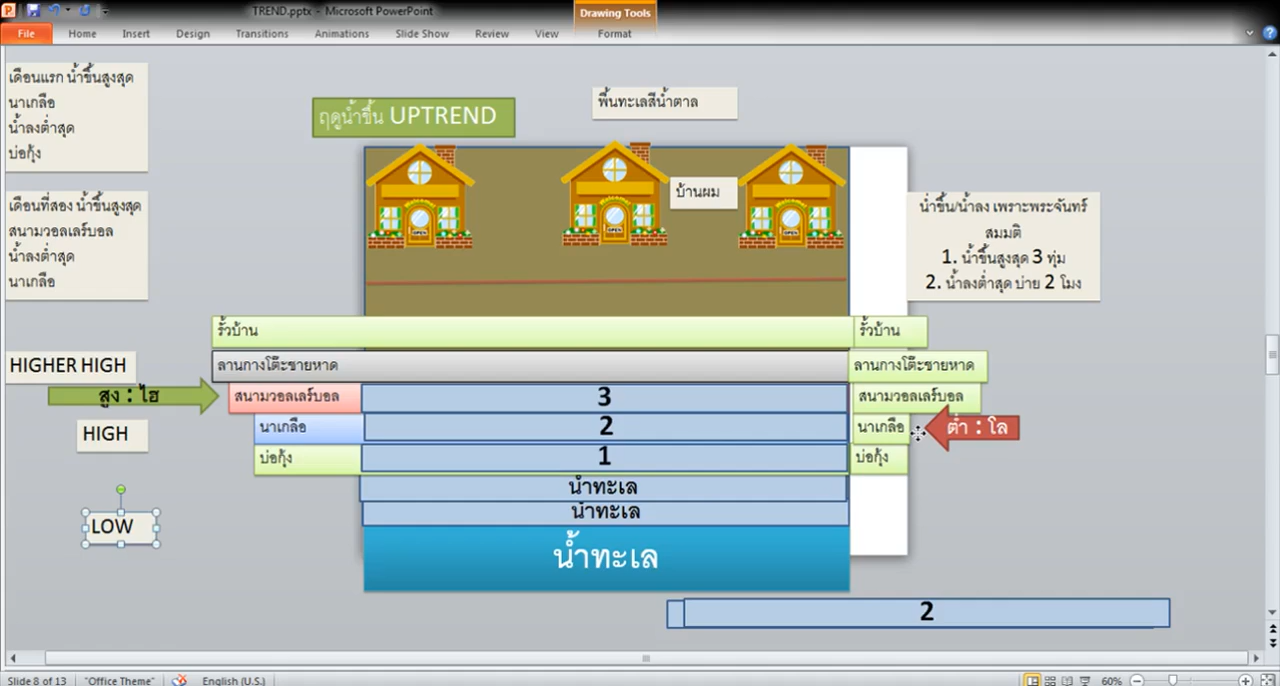 TREND.pptx - Microsoft PowerPoint
Drawing Tools
File Home Insert Design Transitions Animations Slide Show Review View Format
เดือนแรก น้ำขึ้นสูงสุด
นาเกลือ
น้ำลงต่ำสุด
บ่อกุ้ง
เดือนที่สอง น้ำขึ้นสูงสุด
สนามวอลเลร์บอล
น้ำลงต่ำสุด
นาเกลือ
ฤดูน้ำขึ้น UPTREND
พื้นทะเลสีน้ำตาล
OPEN
OPEN
OPEN
บ้านผม
น้ำขึ้น/น้ำลง เพราะพระจันทร์
สมมติ
1. น้ำขึ้นสูงสุด 3 ทุ่ม
2. น้ำลงต่ำสุด บ่าย 2 โมง
รั้วบ้าน
รั้วบ้าน
HIGHER HIGH
ลานกางโต๊ะชายหาด
ลานกางโต๊ะชายหาด
สูง : ไฮ
สนามวอลเลร์บอล
3
สนามวอลเลร์บอล
HIGH
นาเกลือ
2
นาเกลือ
ต่ำ : โล
บ่อกุ้ง
1
บ่อกุ้ง
น้ำทะเล
น้ำทะเล
LOW
น้ำทะเล
2
Slide 8 of 13 "Office Theme" English (U.S.) 60%